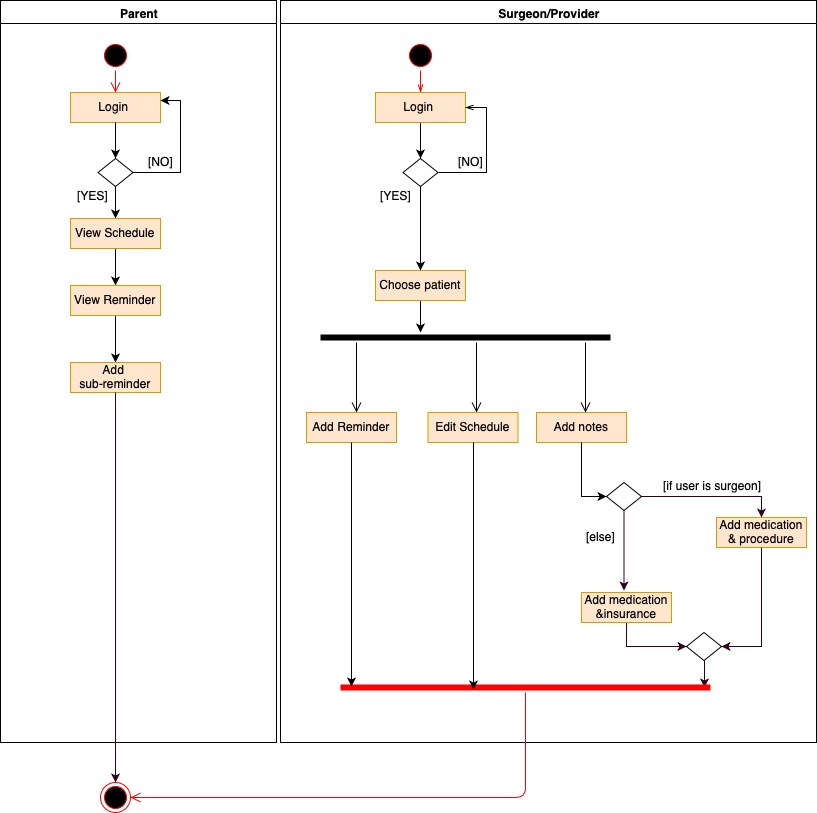 Parent
Surgeon/Provider
Login
[NO]
[YES]
View Schedule
View Reminder
Add
sub-reminder
Login
[NO]
[YES]
Choose patient
Add Reminder
Edit Schedule
Add notes
[if user is surgeon]
[else]
Add medication
& procedure
Add medication
&insurance